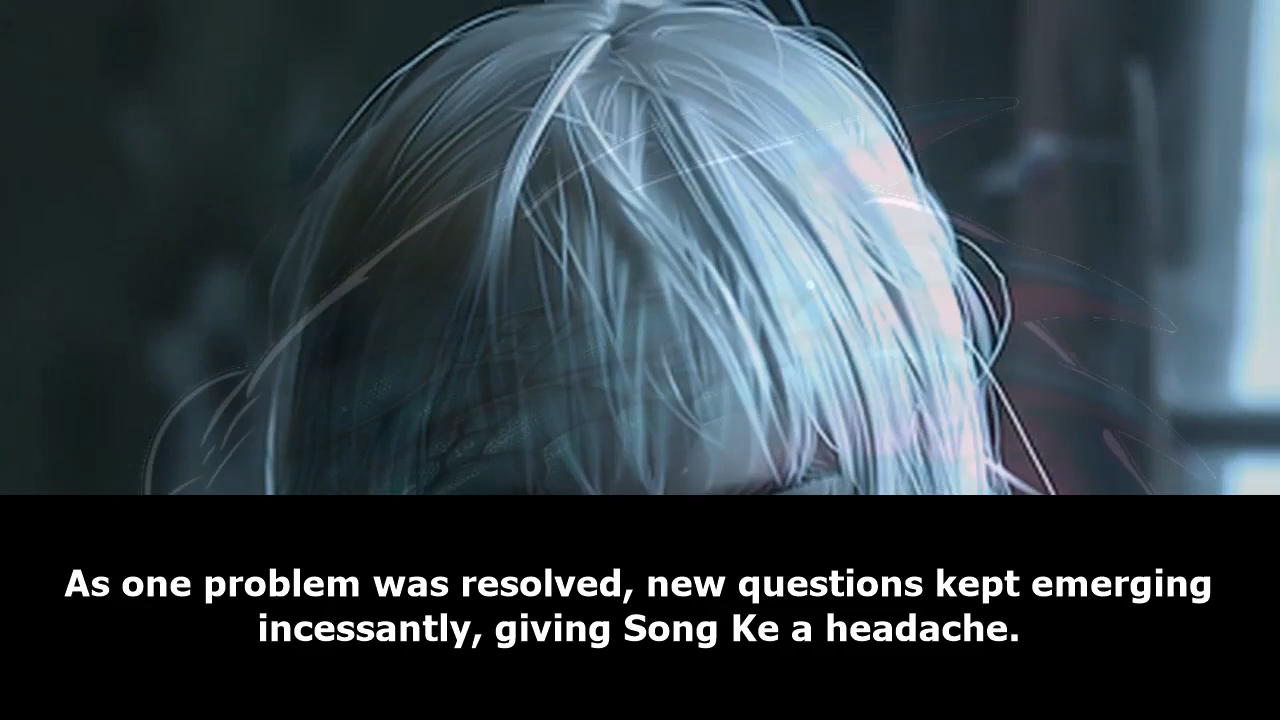 As one problem was resolved, new questions kept emerging
incessantly, giving Song Ke a headache.